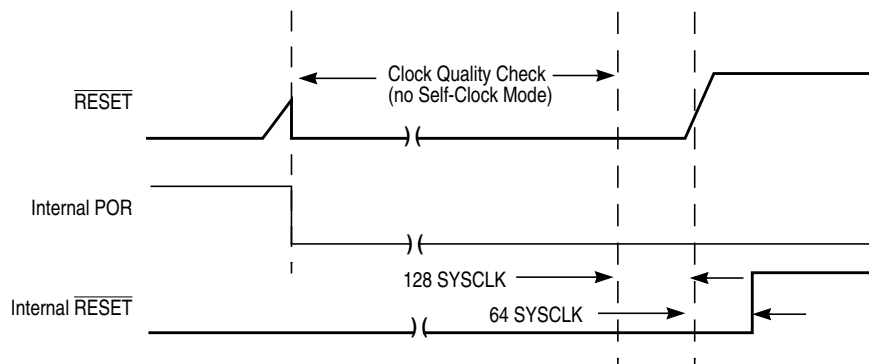 Clock Quality Check
(no Self-Clock Mode)
RESET
Internal POR
128 SYSCLK
Internal RESET
64 SYSCLK